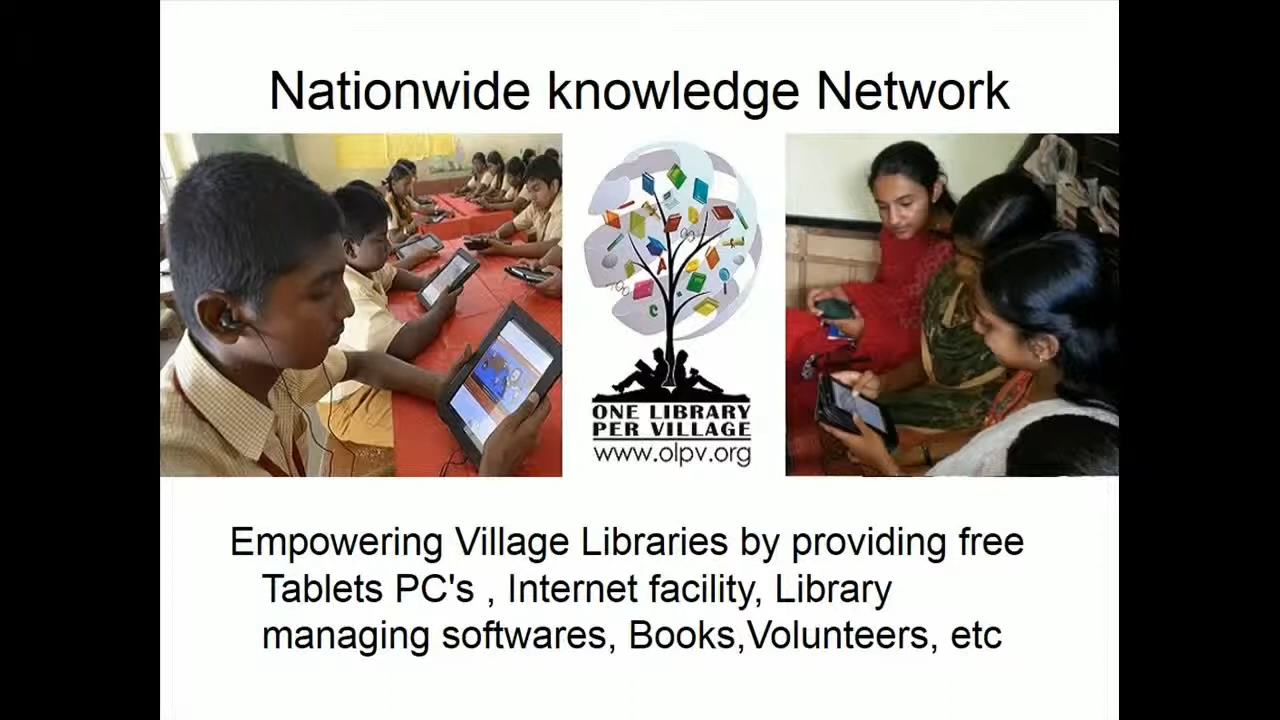 Nationwide knowledge Network
ONE LIBRARY
PER VILLAGE
www.olpv.org
Empowering Village Libraries by providing free
Tablets PC's , Internet facility, Library
managing softwares, Books,Volunteers, etc